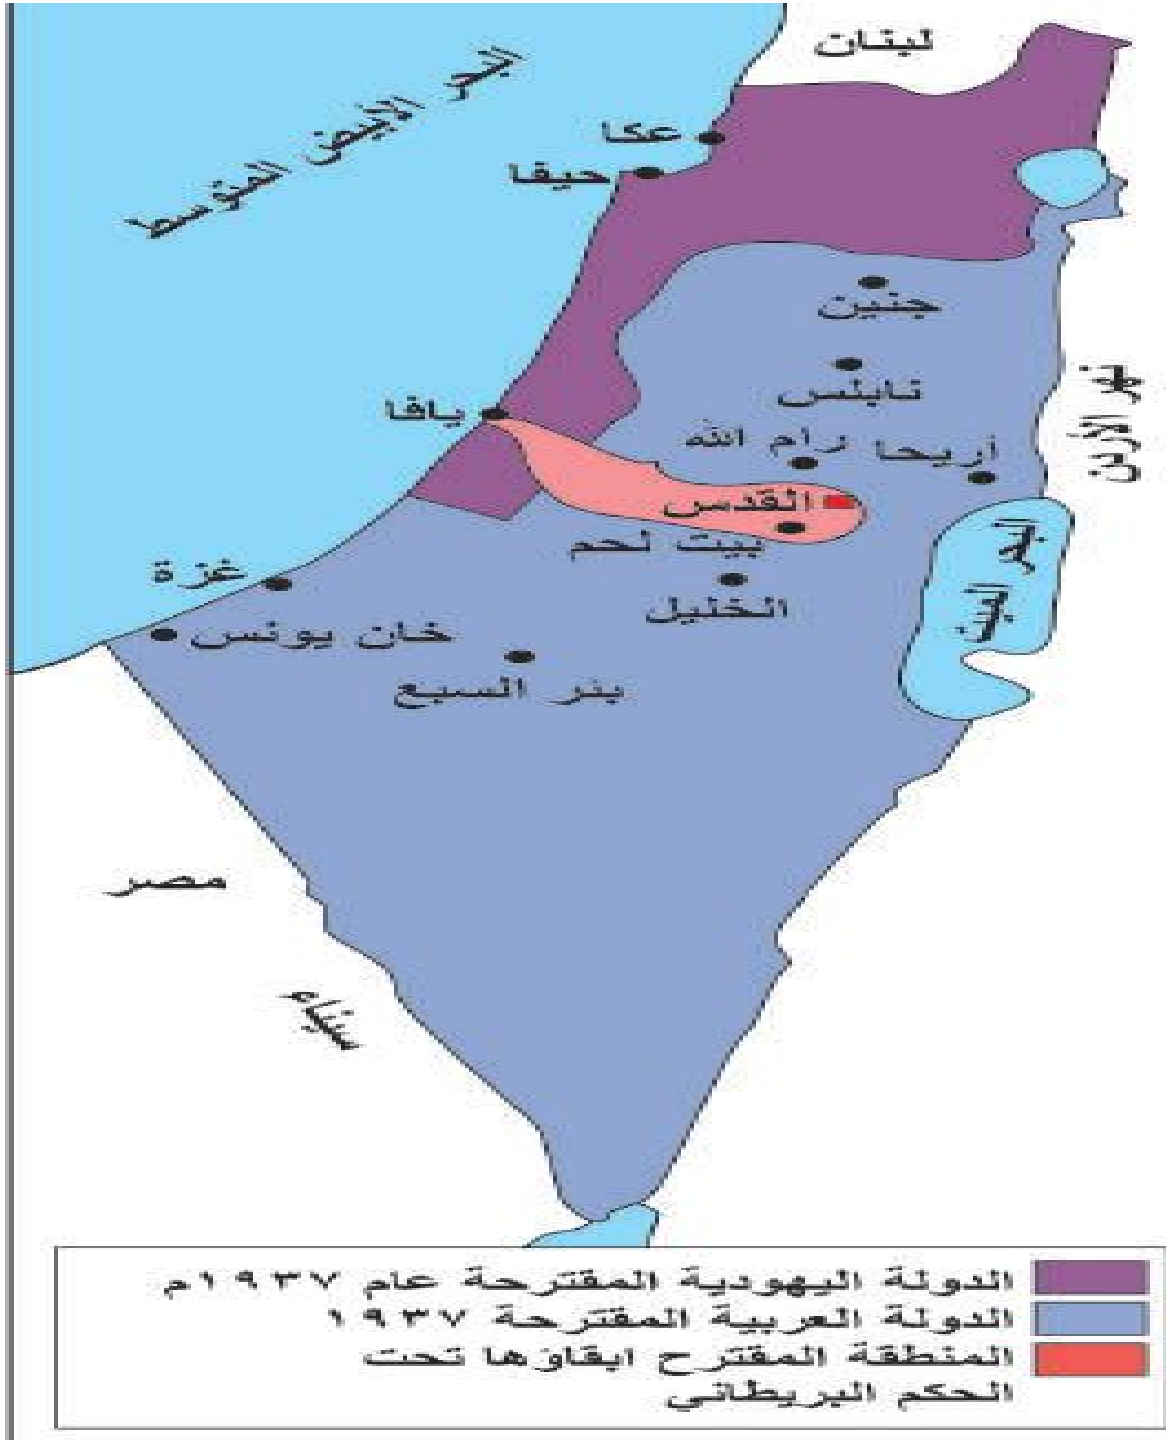 لبنان
البحر الأبيض المتوسط
عكا
حيفا
جنين
نابلس
نهر الأردن
يافا
رام الله
أريحا
القدس
بيت لحم
البحر الميت
غزة
الخليل
خان يونس
بئر السبع
مصر
سيناء
الدولة اليهودية المقترحة عام ١٩٣٧م
الدولة العربية المقترحة ١٩٣٧
المنطقة المقترح ابقاؤها تحت
الحكم البريطاني